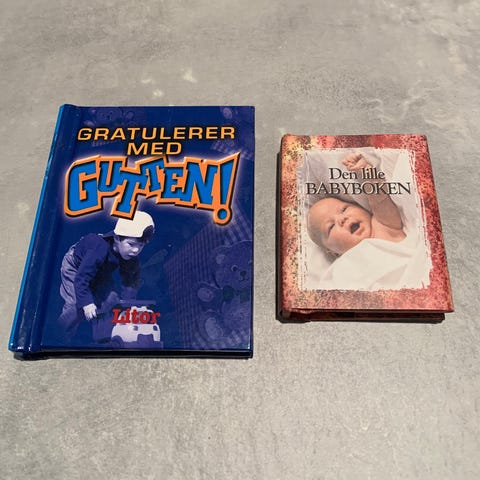 GRATULERER
MED
GUTTEN!
Litor
Den lille
BABYBOKEN